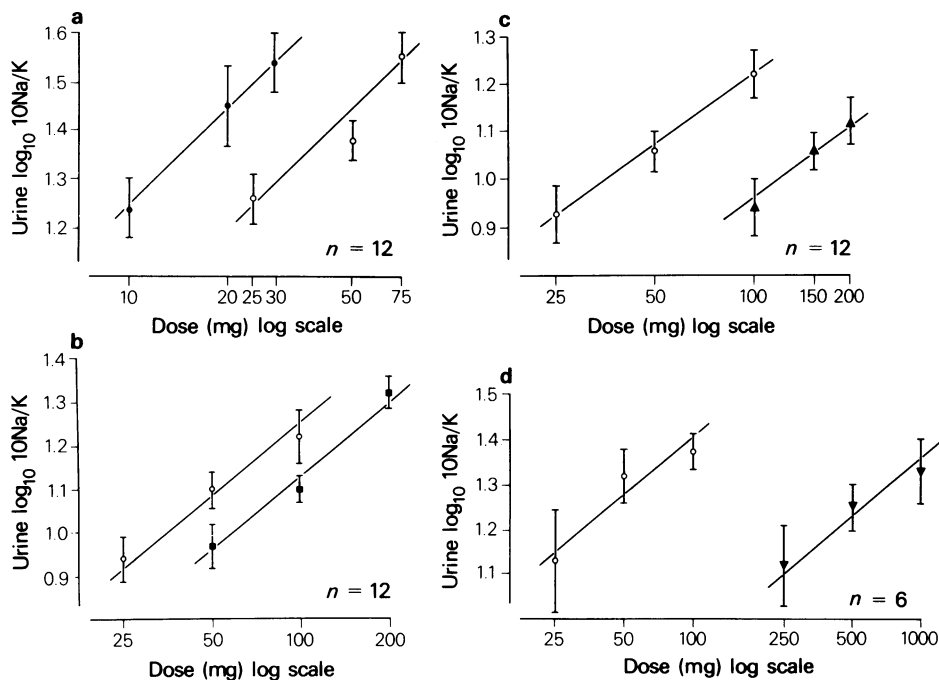 a
Urine log10 10Na/K
1.6
1.5
1.4
1.3
1.2
n = 12
10 20 25 30 50 75
Dose (mg) log scale
b
Urine log10 10Na/K
1.4
1.3
1.2
1.1
1.0
0.9
n = 12
25 50 100 200
Dose (mg) log scale
c
Urine log10 10Na/K
1.3
1.2
1.1
1.0
0.9
n = 12
25 50 100 150 200
Dose (mg) log scale
d
Urine log10 10Na/K
1.5
1.4
1.3
1.2
1.1
n = 6
25 50 100 250 500 1000
Dose (mg) log scale